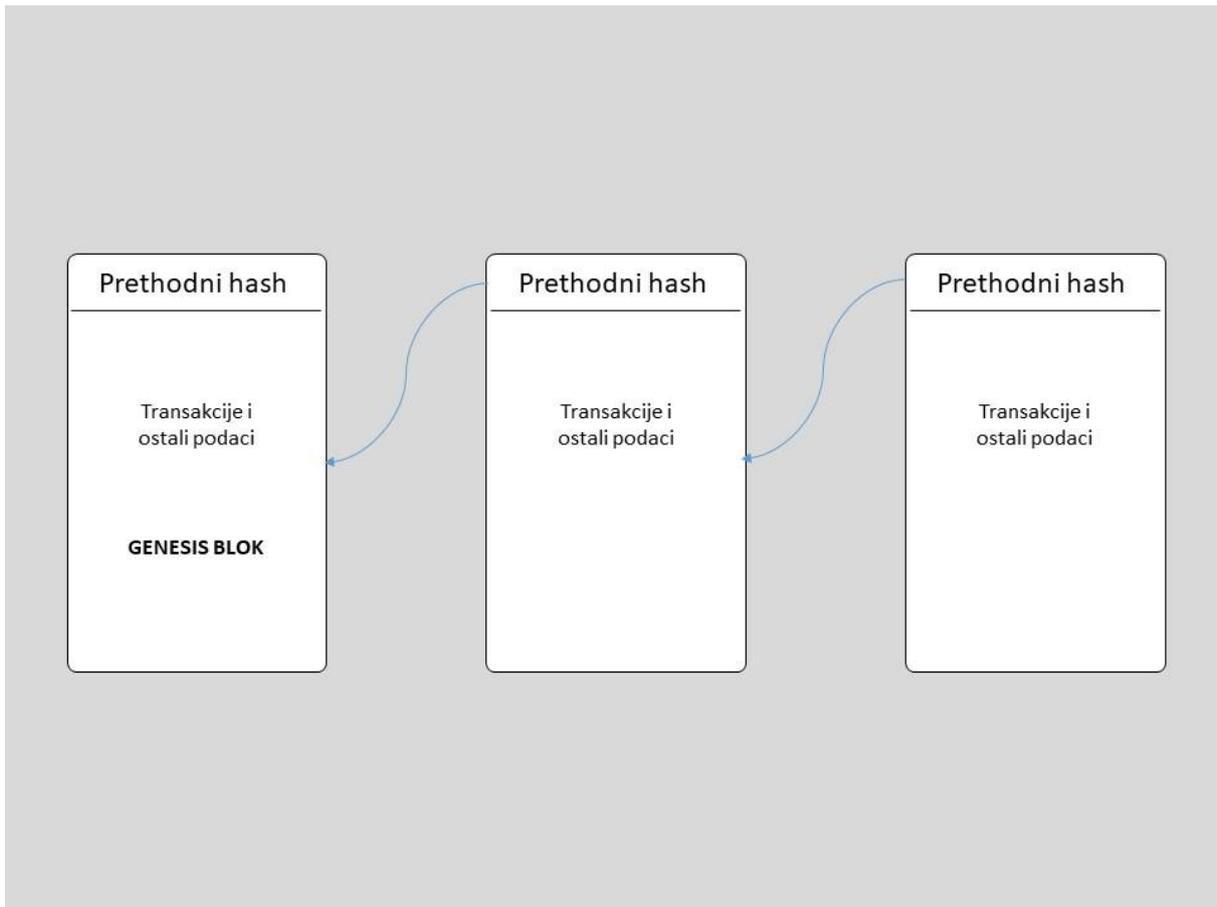 Prethodni hash
Transakcije i
ostali podaci
GENESIS BLOK
Prethodni hash
Transakcije i
ostali podaci
Prethodni hash
Transakcije i
ostali podaci